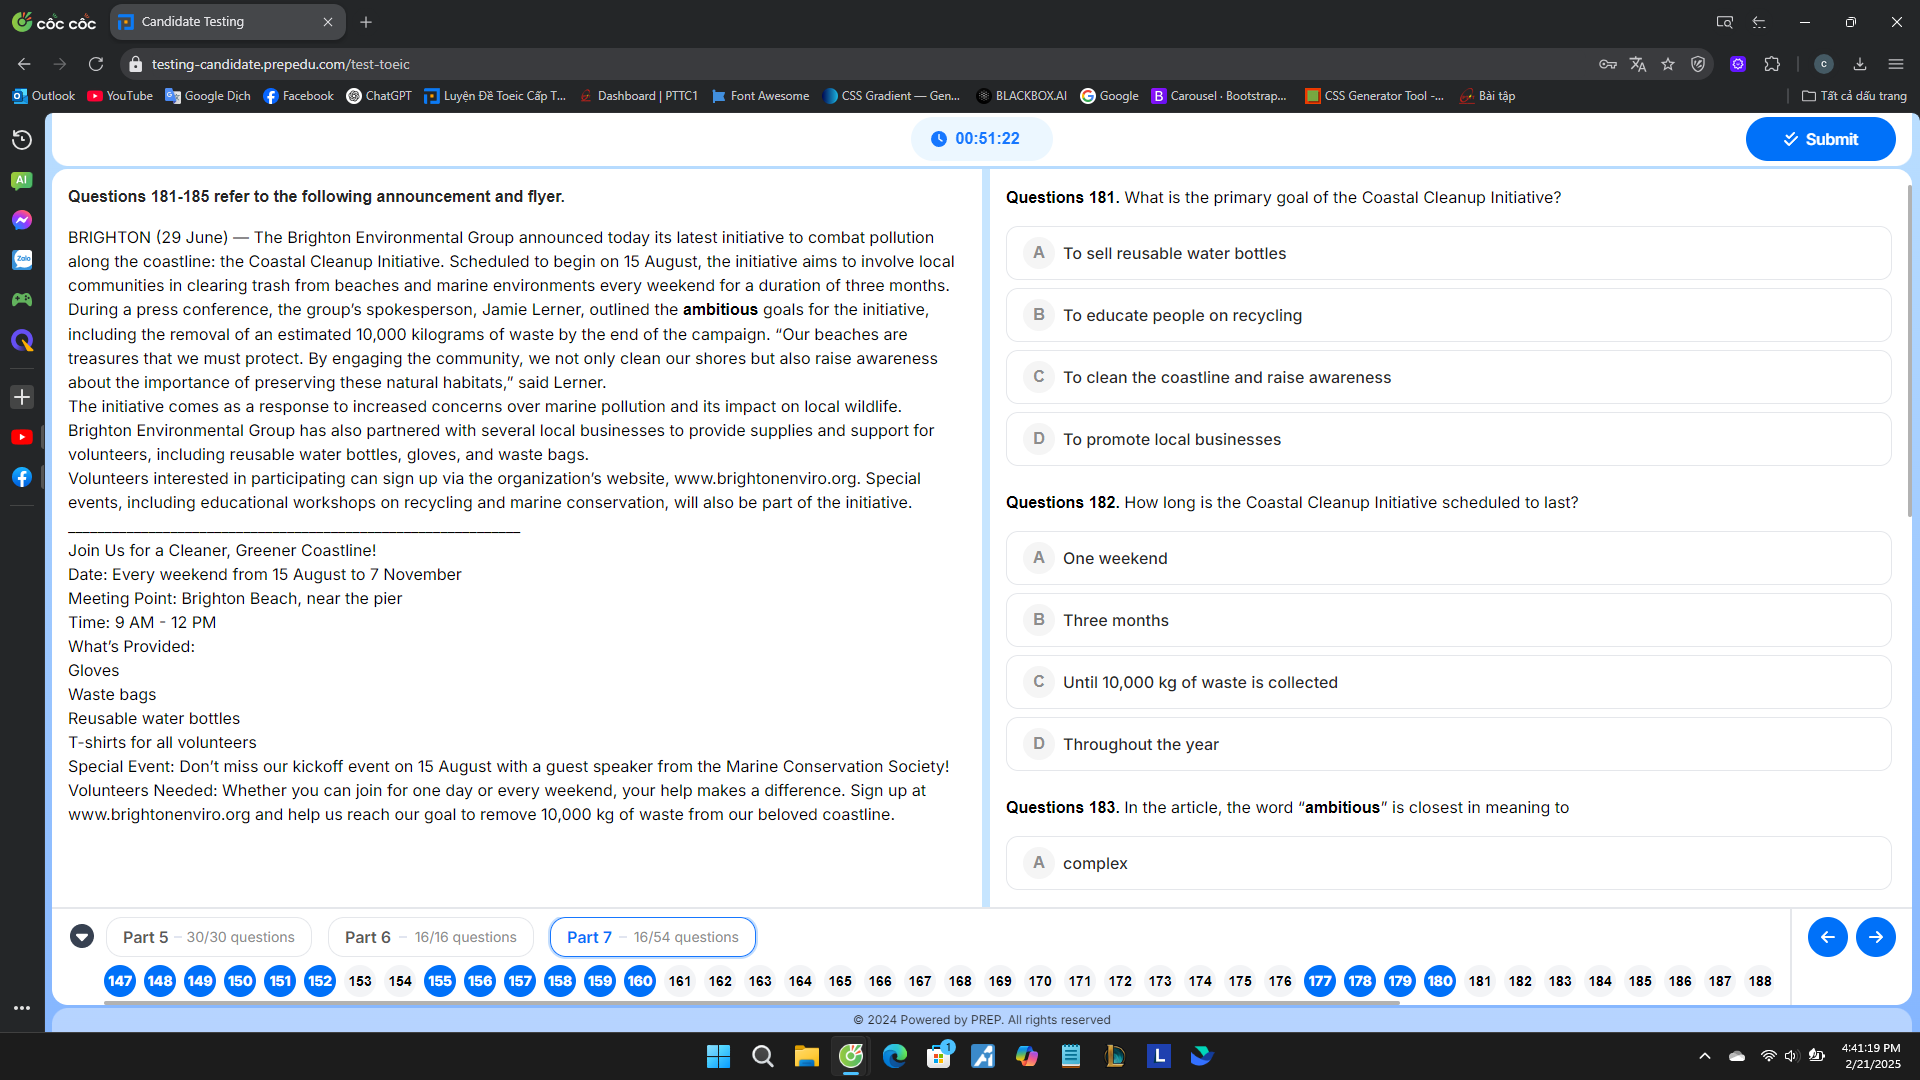 cốc cốc
Candidate Testing
testing-candidate.prepedu.com/test-toeic
C
Outlook
YouTube
Google Dịch
Facebook
ChatGPT
Luyện Đề Toeic Cấp T...
Dashboard | PTTC1
Font Awesome
CSS Gradient — Gen...
BLACKBOX.AI
Google
B
Carousel · Bootstrap...
CSS Generator Tool -...
Bài tập
Tất cả dấu trang
AI
Zalo
00:51:22
Submit
Questions 181-185 refer to the following announcement and flyer.
BRIGHTON (29 June) — The Brighton Environmental Group announced today its latest initiative to combat pollution
along the coastline: the Coastal Cleanup Initiative. Scheduled to begin on 15 August, the initiative aims to involve local
communities in clearing trash from beaches and marine environments every weekend for a duration of three months.
During a press conference, the group’s spokesperson, Jamie Lerner, outlined the ambitious goals for the initiative,
including the removal of an estimated 10,000 kilograms of waste by the end of the campaign. “Our beaches are
treasures that we must protect. By engaging the community, we not only clean our shores but also raise awareness
about the importance of preserving these natural habitats,” said Lerner.
The initiative comes as a response to increased concerns over marine pollution and its impact on local wildlife.
Brighton Environmental Group has also partnered with several local businesses to provide supplies and support for
volunteers, including reusable water bottles, gloves, and waste bags.
Volunteers interested in participating can sign up via the organization’s website, www.brightonenviro.org. Special
events, including educational workshops on recycling and marine conservation, will also be part of the initiative.
Join Us for a Cleaner, Greener Coastline!
Date: Every weekend from 15 August to 7 November
Meeting Point: Brighton Beach, near the pier
Time: 9 AM - 12 PM
What’s Provided:
Gloves
Waste bags
Reusable water bottles
T-shirts for all volunteers
Special Event: Don’t miss our kickoff event on 15 August with a guest speaker from the Marine Conservation Society!
Volunteers Needed: Whether you can join for one day or every weekend, your help makes a difference. Sign up at
www.brightonenviro.org and help us reach our goal to remove 10,000 kg of waste from our beloved coastline.
Questions 181. What is the primary goal of the Coastal Cleanup Initiative?
A To sell reusable water bottles
B To educate people on recycling
C To clean the coastline and raise awareness
D To promote local businesses
Questions 182. How long is the Coastal Cleanup Initiative scheduled to last?
A One weekend
B Three months
C Until 10,000 kg of waste is collected
D Throughout the year
Questions 183. In the article, the word “ambitious” is closest in meaning to
A complex
Part 5 – 30/30 questions
Part 6 – 16/16 questions
Part 7 – 16/54 questions
147 148 149 150 151 152 153 154 155 156 157 158 159 160 161 162 163 164 165 166 167 168 169 170 171 172 173 174 175 176 177 178 179 180 181 182 183 184 185 186 187 188
© 2024 Powered by PREP. All rights reserved
1
L
4:41:19 PM
2/21/2025